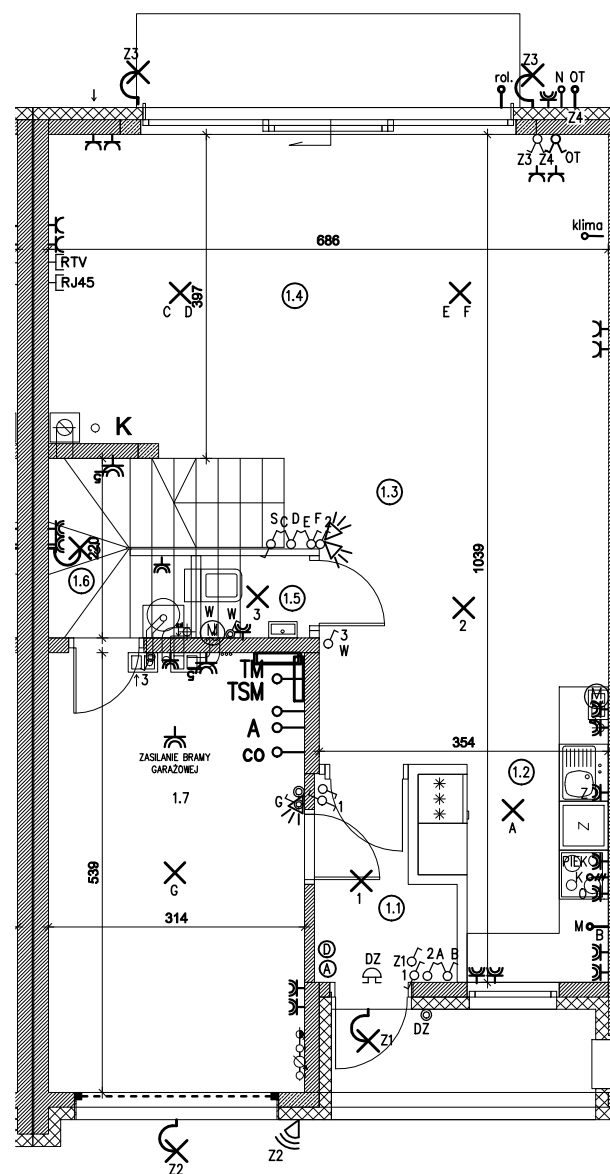 Z3
Z3
rol.
N OT
Z4
Z3
Z4
OT
klima
686
RTV
RJ45
397
C D
1.4
E F
K
1.3
S
C
D
E
F
2
220
1.6
1.5
3
1039
2
W
W
M
3
W
3
TM
TSM
A
co
ZASILANIE BRAMY
GARAŻOWEJ
354
M
1.2
Z
A
Z
1.7
G
1
PIEK
K
O
539
G
1
314
1.1
M
B
D
A
DZ
Z1
2
A
B
1
Z1
DZ
Z2
Z2